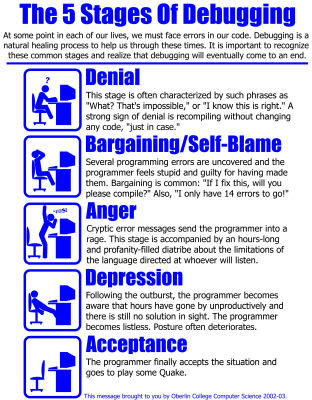 The 5 Stages Of Debugging
At some point in each of our lives, we must face errors in our code. Debugging is a
natural healing process to help us through these times. It is important to recognize
these common stages and realize that debugging will eventually come to an end.
?
Denial
This stage is often characterized by such phrases as
"What? That's impossible," or "I know this is right." A
strong sign of denial is recompiling without changing
any code, "just in case."
Bargaining/Self-Blame
Several programming errors are uncovered and the
programmer feels stupid and guilty for having made
them. Bargaining is common: "If I fix this, will you
please compile?" Also, "I only have 14 errors to go!"
Anger
Cryptic error messages send the programmer into a
rage. This stage is accompanied by an hours-long
and profanity-filled diatribe about the limitations of
the language directed at whoever will listen.
Depression
Following the outburst, the programmer becomes
aware that hours have gone by unproductively and
there is still no solution in sight. The programmer
becomes listless. Posture often deteriorates.
Acceptance
The programmer finally accepts the situation and
goes to play some Quake.
This message brought to you by Oberlin College Computer Science 2002-03.